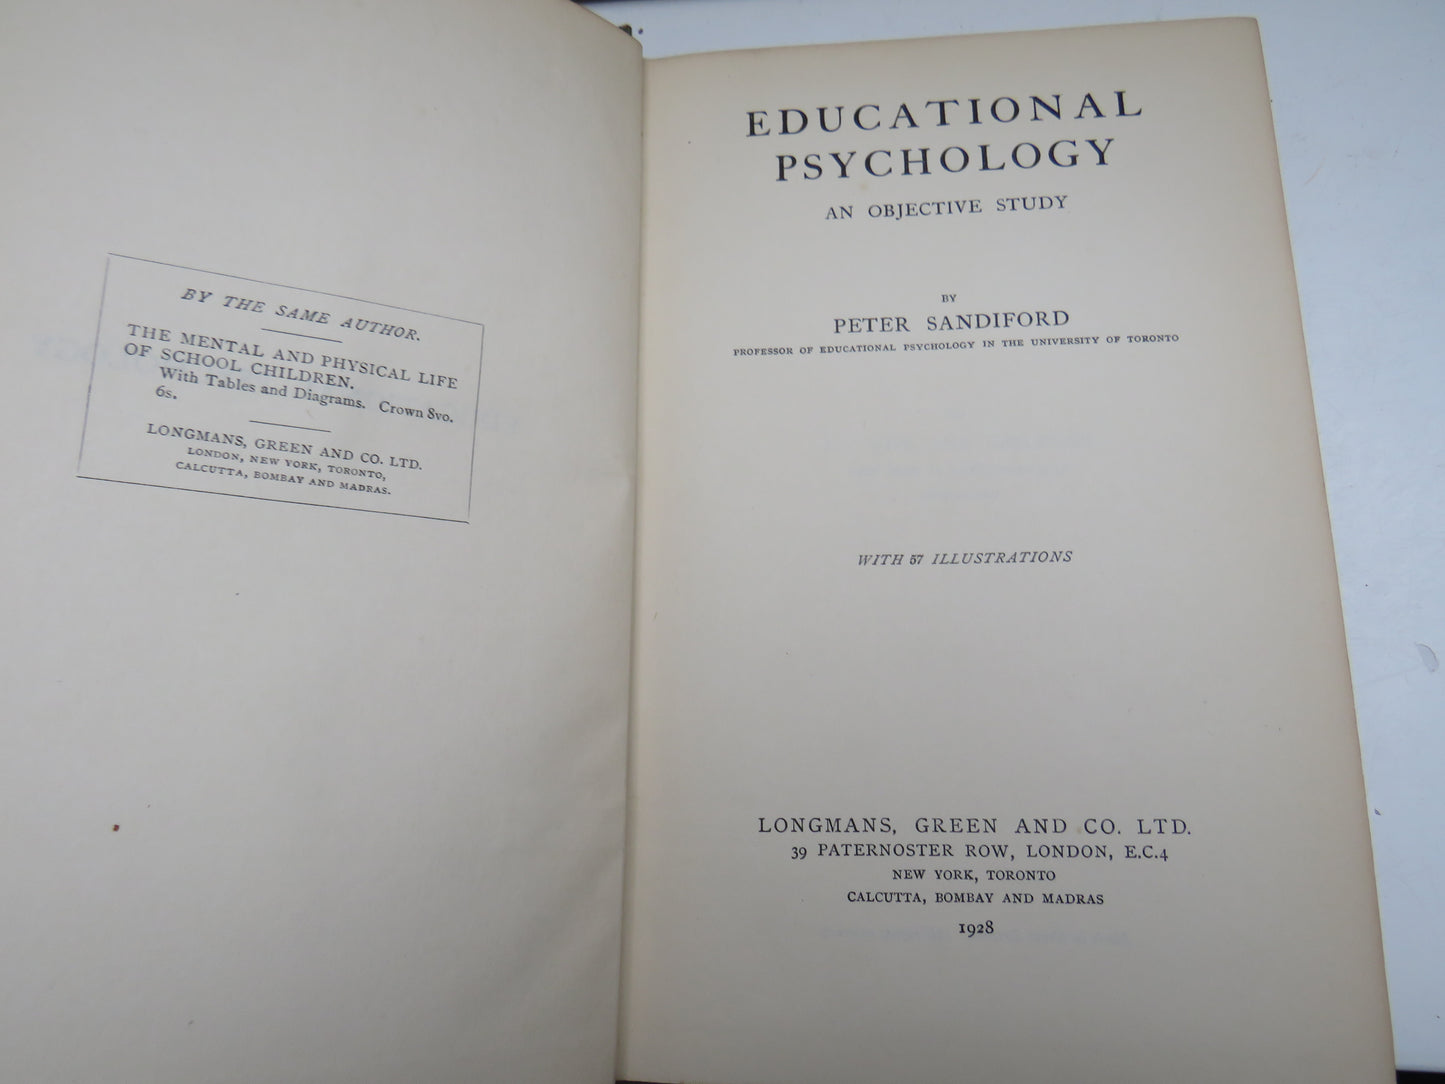 BY THE SAME AUTHOR.
THE MENTAL AND PHYSICAL LIFE
OF SCHOOL CHILDREN.
With Tables and Diagrams. Crown 8vo.
6s.
LONGMANS, GREEN AND CO. LTD.
LONDON, NEW YORK, TORONTO,
CALCUTTA, BOMBAY AND MADRAS.
EDUCATIONAL
PSYCHOLOGY
AN OBJECTIVE STUDY
BY
PETER SANDIFORD
PROFESSOR OF EDUCATIONAL PSYCHOLOGY IN THE UNIVERSITY OF TORONTO
WITH 57 ILLUSTRATIONS
LONGMANS, GREEN AND CO. LTD.
39 PATERNOSTER ROW, LONDON, E.C.4
NEW YORK, TORONTO
CALCUTTA, BOMBAY AND MADRAS
1928